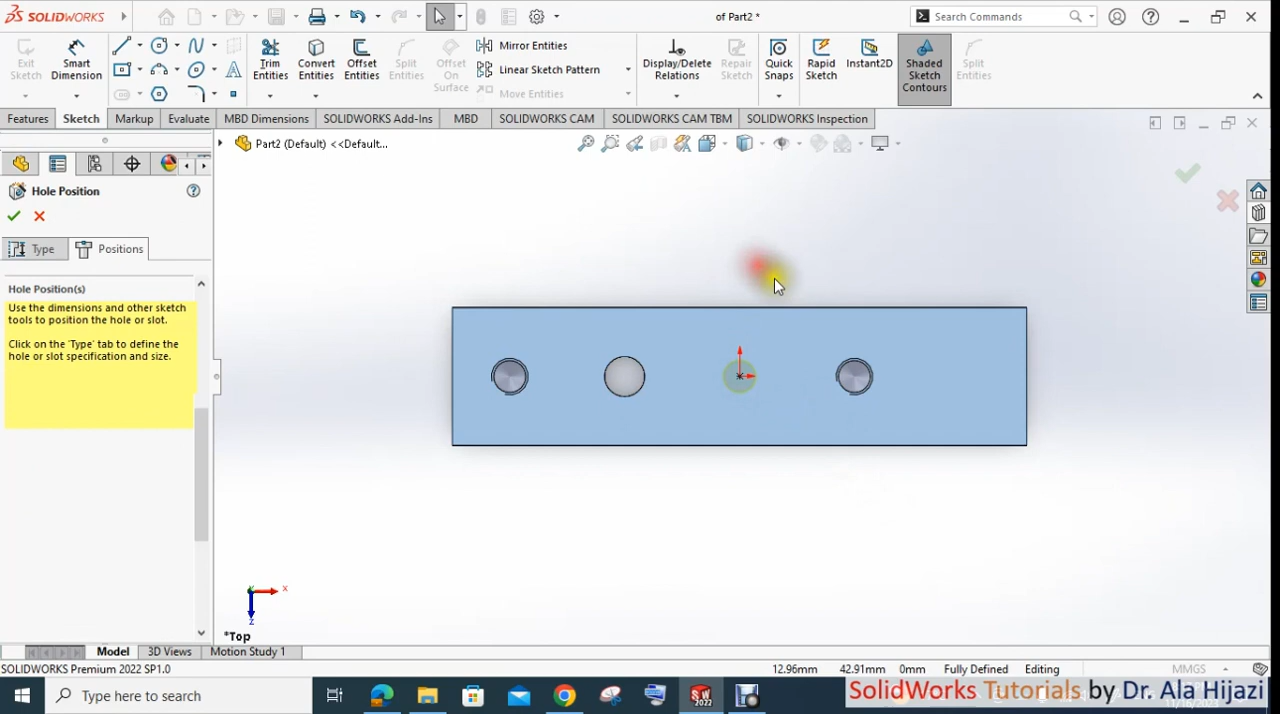 SOLIDWORKS
of Part2 *
Search Commands
Exit Sketch
Smart Dimension
Trim Entities
Convert Entities
Offset Entities
Split Entities
Offset On Surface
Mirror Entities
Linear Sketch Pattern
Move Entities
Display/Delete Relations
Repair Sketch
Quick Snaps
Rapid Sketch
Instant2D
Shaded Sketch Contours
Split Entities
Features
Sketch
Markup
Evaluate
MBD Dimensions
SOLIDWORKS Add-Ins
MBD
SOLIDWORKS CAM
SOLIDWORKS CAM TBM
SOLIDWORKS Inspection
Part2 (Default) <<Default...
Hole Position
Type
Positions
Hole Position(s)
Use the dimensions and other sketch
tools to position the hole or slot.
Click on the 'Type' tab to define the
hole or slot specification and size.
x
z
*Top
Model
3D Views
Motion Study 1
SOLIDWORKS Premium 2022 SP1.0
12.96mm
42.91mm
0mm
Fully Defined
Editing
MMGS
Type here to search
SW
2022
SolidWorks Tutorials by Dr. Ala Hijazi